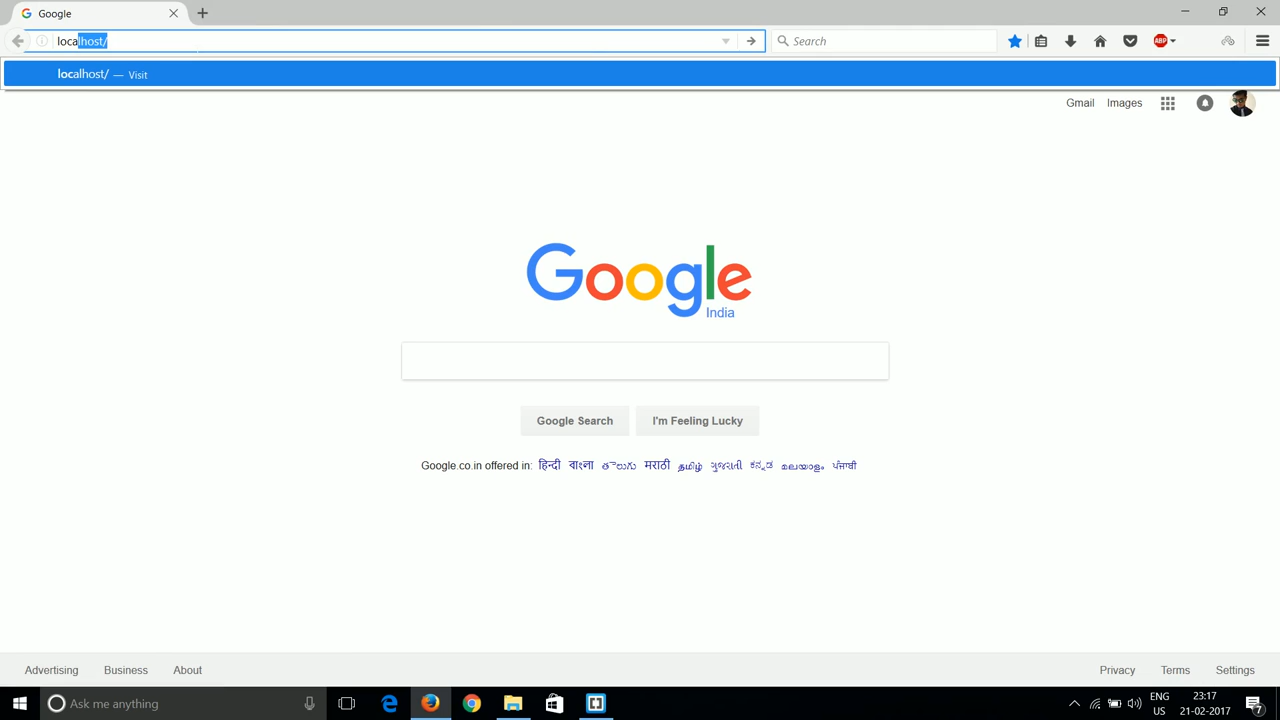 Google
localhost/
Search
localhost/ — Visit
Gmail Images
Google
India
Google Search I'm Feeling Lucky
Google.co.in offered in: हिन्दी বাংলা తెలుగు मराठी தமிழ் ગુજરાતી ಕನ್ನಡ മലയാളം ਪੰਜਾਬੀ
Advertising Business About
Privacy Terms Settings
Ask me anything
ENG
US
23:17
21-02-2017
7
ABP